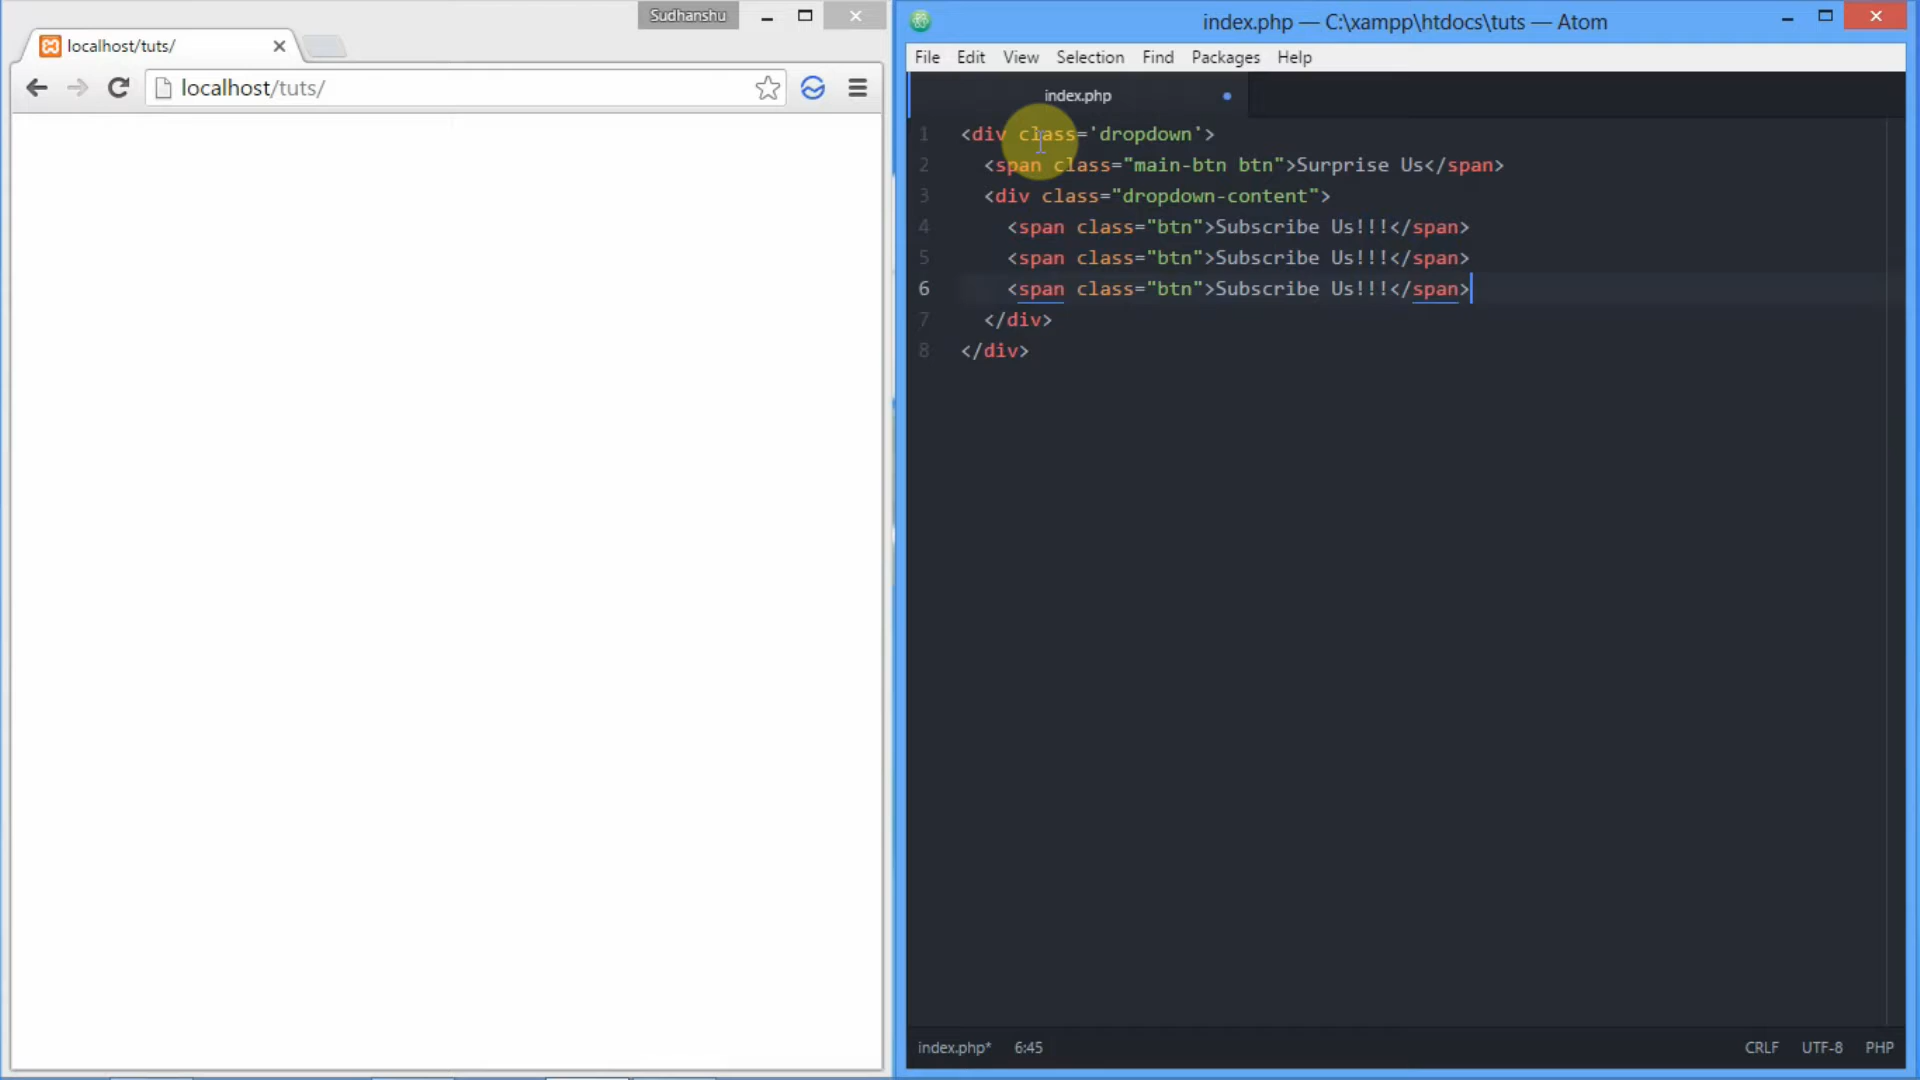 Sudhanshu
localhost/tuts/
localhost/tuts/
index.php — C:\xampp\htdocs\tuts — Atom
File Edit View Selection Find Packages Help
index.php
1 <div class='dropdown'>
2 <span class="main-btn btn">Surprise Us</span>
3 <div class="dropdown-content">
4 <span class="btn">Subscribe Us!!!</span>
5 <span class="btn">Subscribe Us!!!</span>
6 <span class="btn">Subscribe Us!!!</span>
7 </div>
8 </div>
index.php* 6:45 CRLF UTF-8 PHP